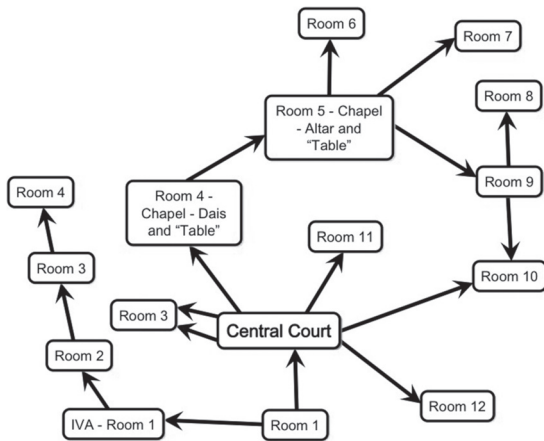 Room 6
Room 7
Room 5 - Chapel
- Altar and
“Table”
Room 8
Room 9
Room 4
Room 4 -
Chapel - Dais
and “Table”
Room 11
Room 3
Room 10
Room 3
Central Court
Room 2
Room 12
IVA - Room 1
Room 1